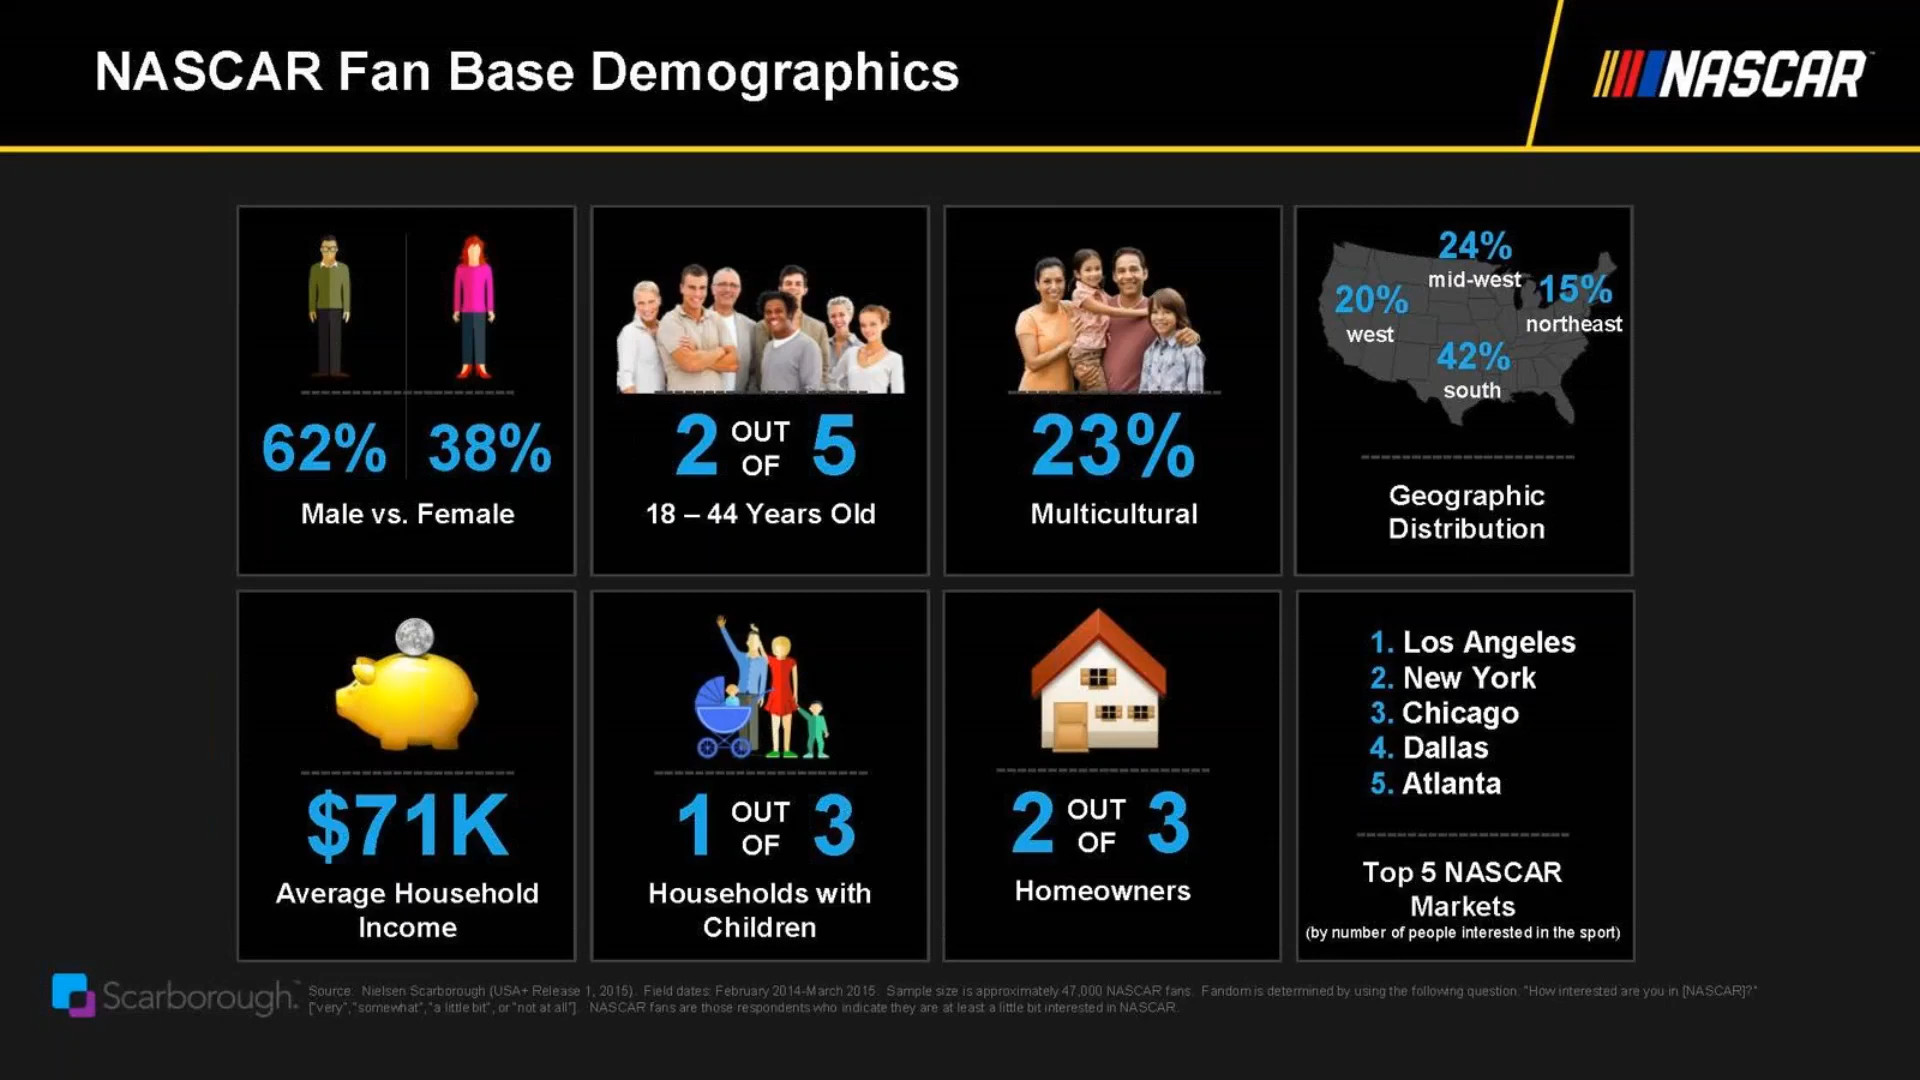 NASCAR Fan Base Demographics
NASCAR
62% 38%
Male vs. Female
2 OUT OF 5
18 – 44 Years Old
23%
Multicultural
24%
mid-west
15%
northeast
20%
west
42%
south
Geographic
Distribution
$71K
Average Household
Income
1 OUT OF 3
Households with
Children
2 OUT OF 3
Homeowners
1. Los Angeles
2. New York
3. Chicago
4. Dallas
5. Atlanta
Top 5 NASCAR
Markets
(by number of people interested in the sport)
Scarborough.
Source: Nielsen Scarborough (USA+ Release 1, 2015). Field dates: February 2014-March 2015. Sample size is approximately 47,000 NASCAR fans. Fandom is determined by using the following question: "How interested are you in [NASCAR]?"
["very", "somewhat", "a little bit", or "not at all"]. NASCAR fans are those respondents who indicate they are at least a little bit interested in NASCAR.